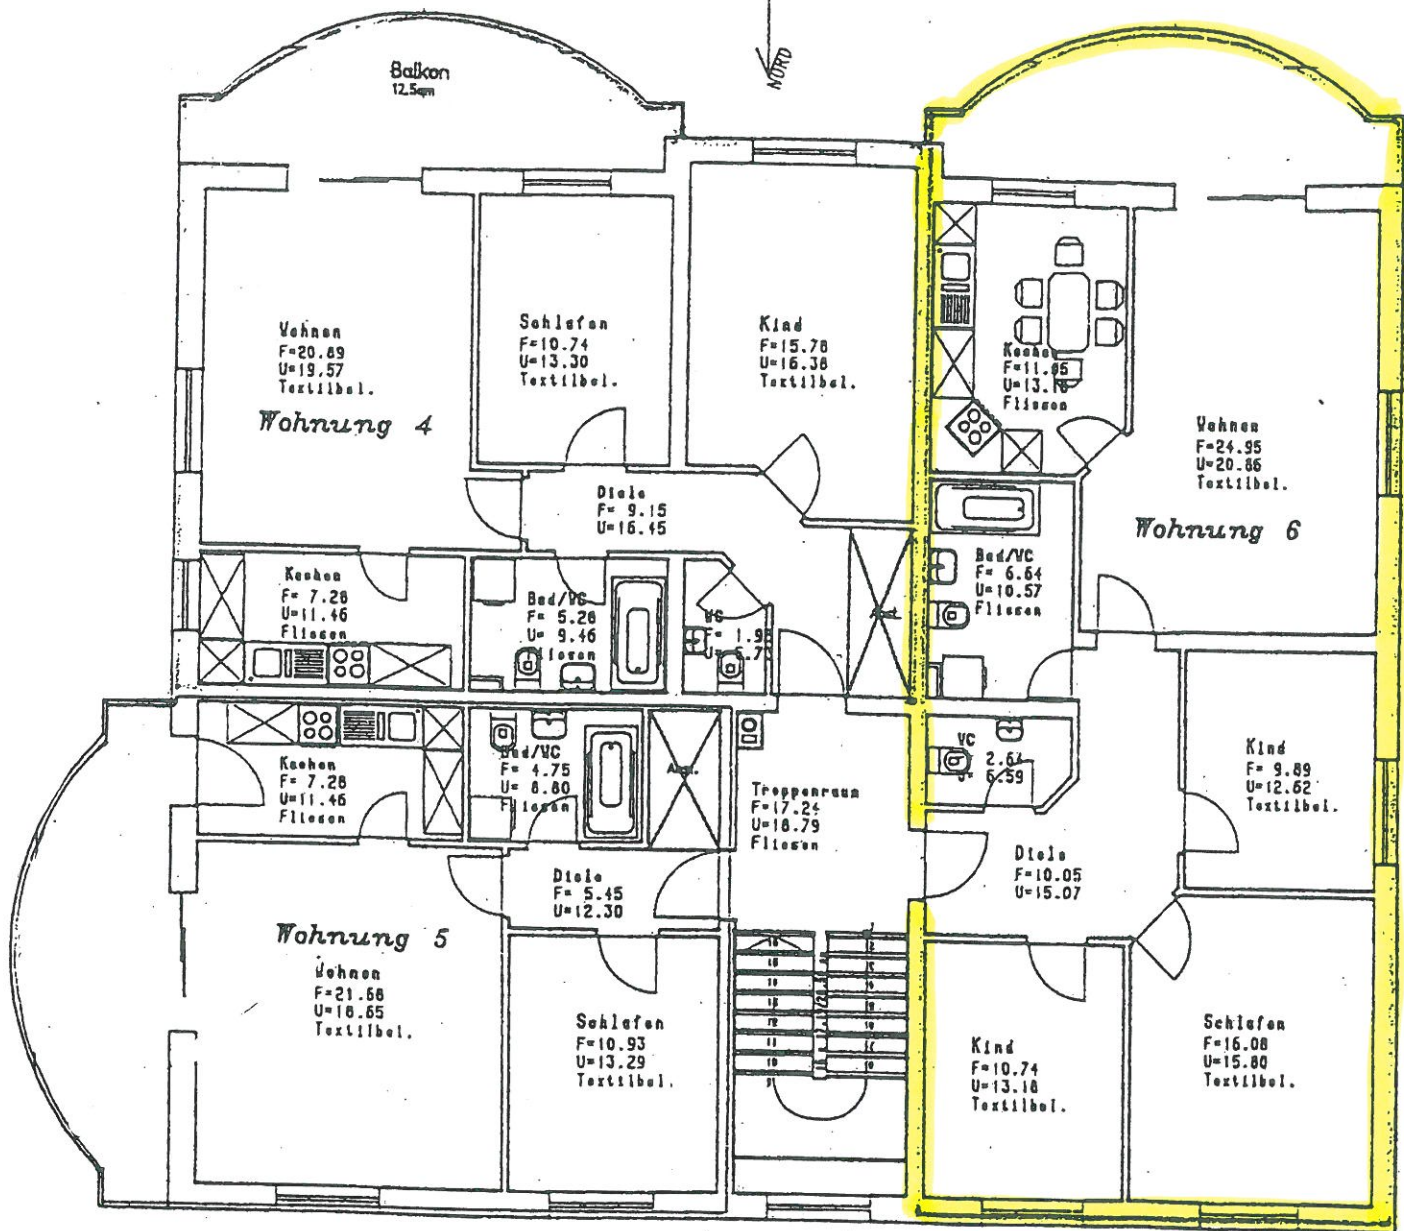 Balkon
12.5qm
NORD
Wohnen
F=20.89
U=19.57
Textilbel.
Wohnung 4
Schlafen
F=10.74
U=13.30
Textilbel.
Kind
F=15.78
U=16.38
Textilbel.
Kochen
F=11.85
Fliesen
Wohnen
F=24.95
U=20.86
Textilbel.
Wohnung 6
Diele
F= 9.15
U=16.45
Kochen
F= 7.28
U=11.46
Fliesen
Bad/WC
F= 5.28
U= 9.46
Fliesen
WC
Bad/WC
F= 6.64
U=10.57
Fliesen
Kochen
F= 7.28
U=11.46
Fliesen
Bad/WC
F= 4.75
U= 8.80
Fliesen
Treppenraum
F=17.24
U=18.79
Fliesen
WC
2.64
6.59
Kind
F= 9.89
U=12.62
Textilbel.
Diele
F= 5.45
U=12.30
Diele
F=10.05
U=15.07
Wohnung 5
Wohnen
F=21.68
U=18.65
Textilbel.
Schlafen
F=10.93
U=13.29
Textilbel.
Kind
F=10.74
U=13.18
Textilbel.
Schlafen
F=16.08
U=15.80
Textilbel.